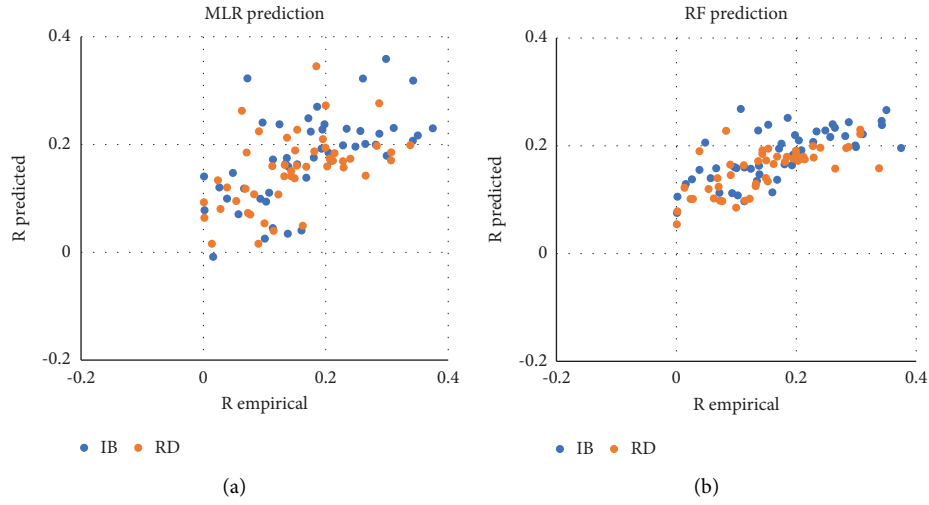 MLR prediction
0.4
0.2
0
-0.2
R predicted
-0.2
0
0.2
0.4
R empirical
IB
RD
(a)
RF prediction
0.4
0.2
0
-0.2
R predicted
-0.2
0
0.2
0.4
R empirical
IB
RD
(b)